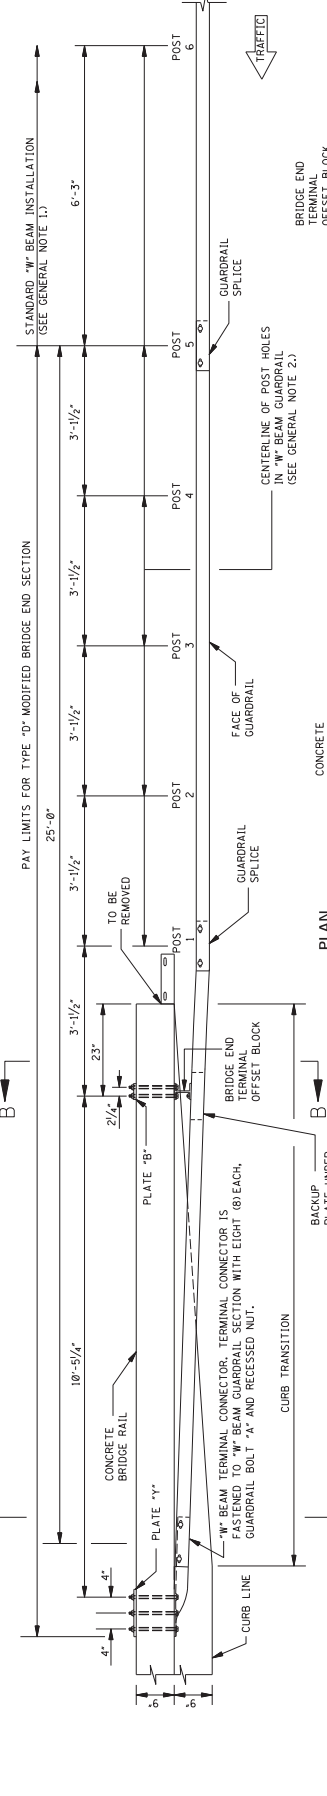 STANDARD "W" BEAM INSTALLATION
(SEE GENERAL NOTE 1.)
PAY LIMITS FOR TYPE "D" MODIFIED BRIDGE END SECTION
25'-0"
10'-5¼"
3'-1½"
3'-1½"
3'-1½"
3'-1½"
3'-1½"
6'-3"
4"
4"
2¼"
23"
POST
1
POST
2
POST
3
POST
4
POST
5
POST
6
TRAFFIC
TO BE
REMOVED
B
B
PLATE "B"
PLATE "Y"
CONCRETE
BRIDGE RAIL
9"
9"
GUARDRAIL
SPLICE
GUARDRAIL
SPLICE
FACE OF
GUARDRAIL
CENTERLINE OF POST HOLES
IN "W" BEAM GUARDRAIL
(SEE GENERAL NOTE 2.)
BRIDGE END
TERMINAL
OFFSET BLOCK
BRIDGE END
TERMINAL
OFFSET BLOCK
"W" BEAM TERMINAL CONNECTOR. TERMINAL CONNECTOR IS
FASTENED TO "W" BEAM GUARDRAIL SECTION WITH EIGHT (8) EACH,
GUARDRAIL BOLT "A" AND RECESSED NUT.
CURB LINE
CURB TRANSITION
BACKUP
PLATE UNDER
CONCRETE
PLAN